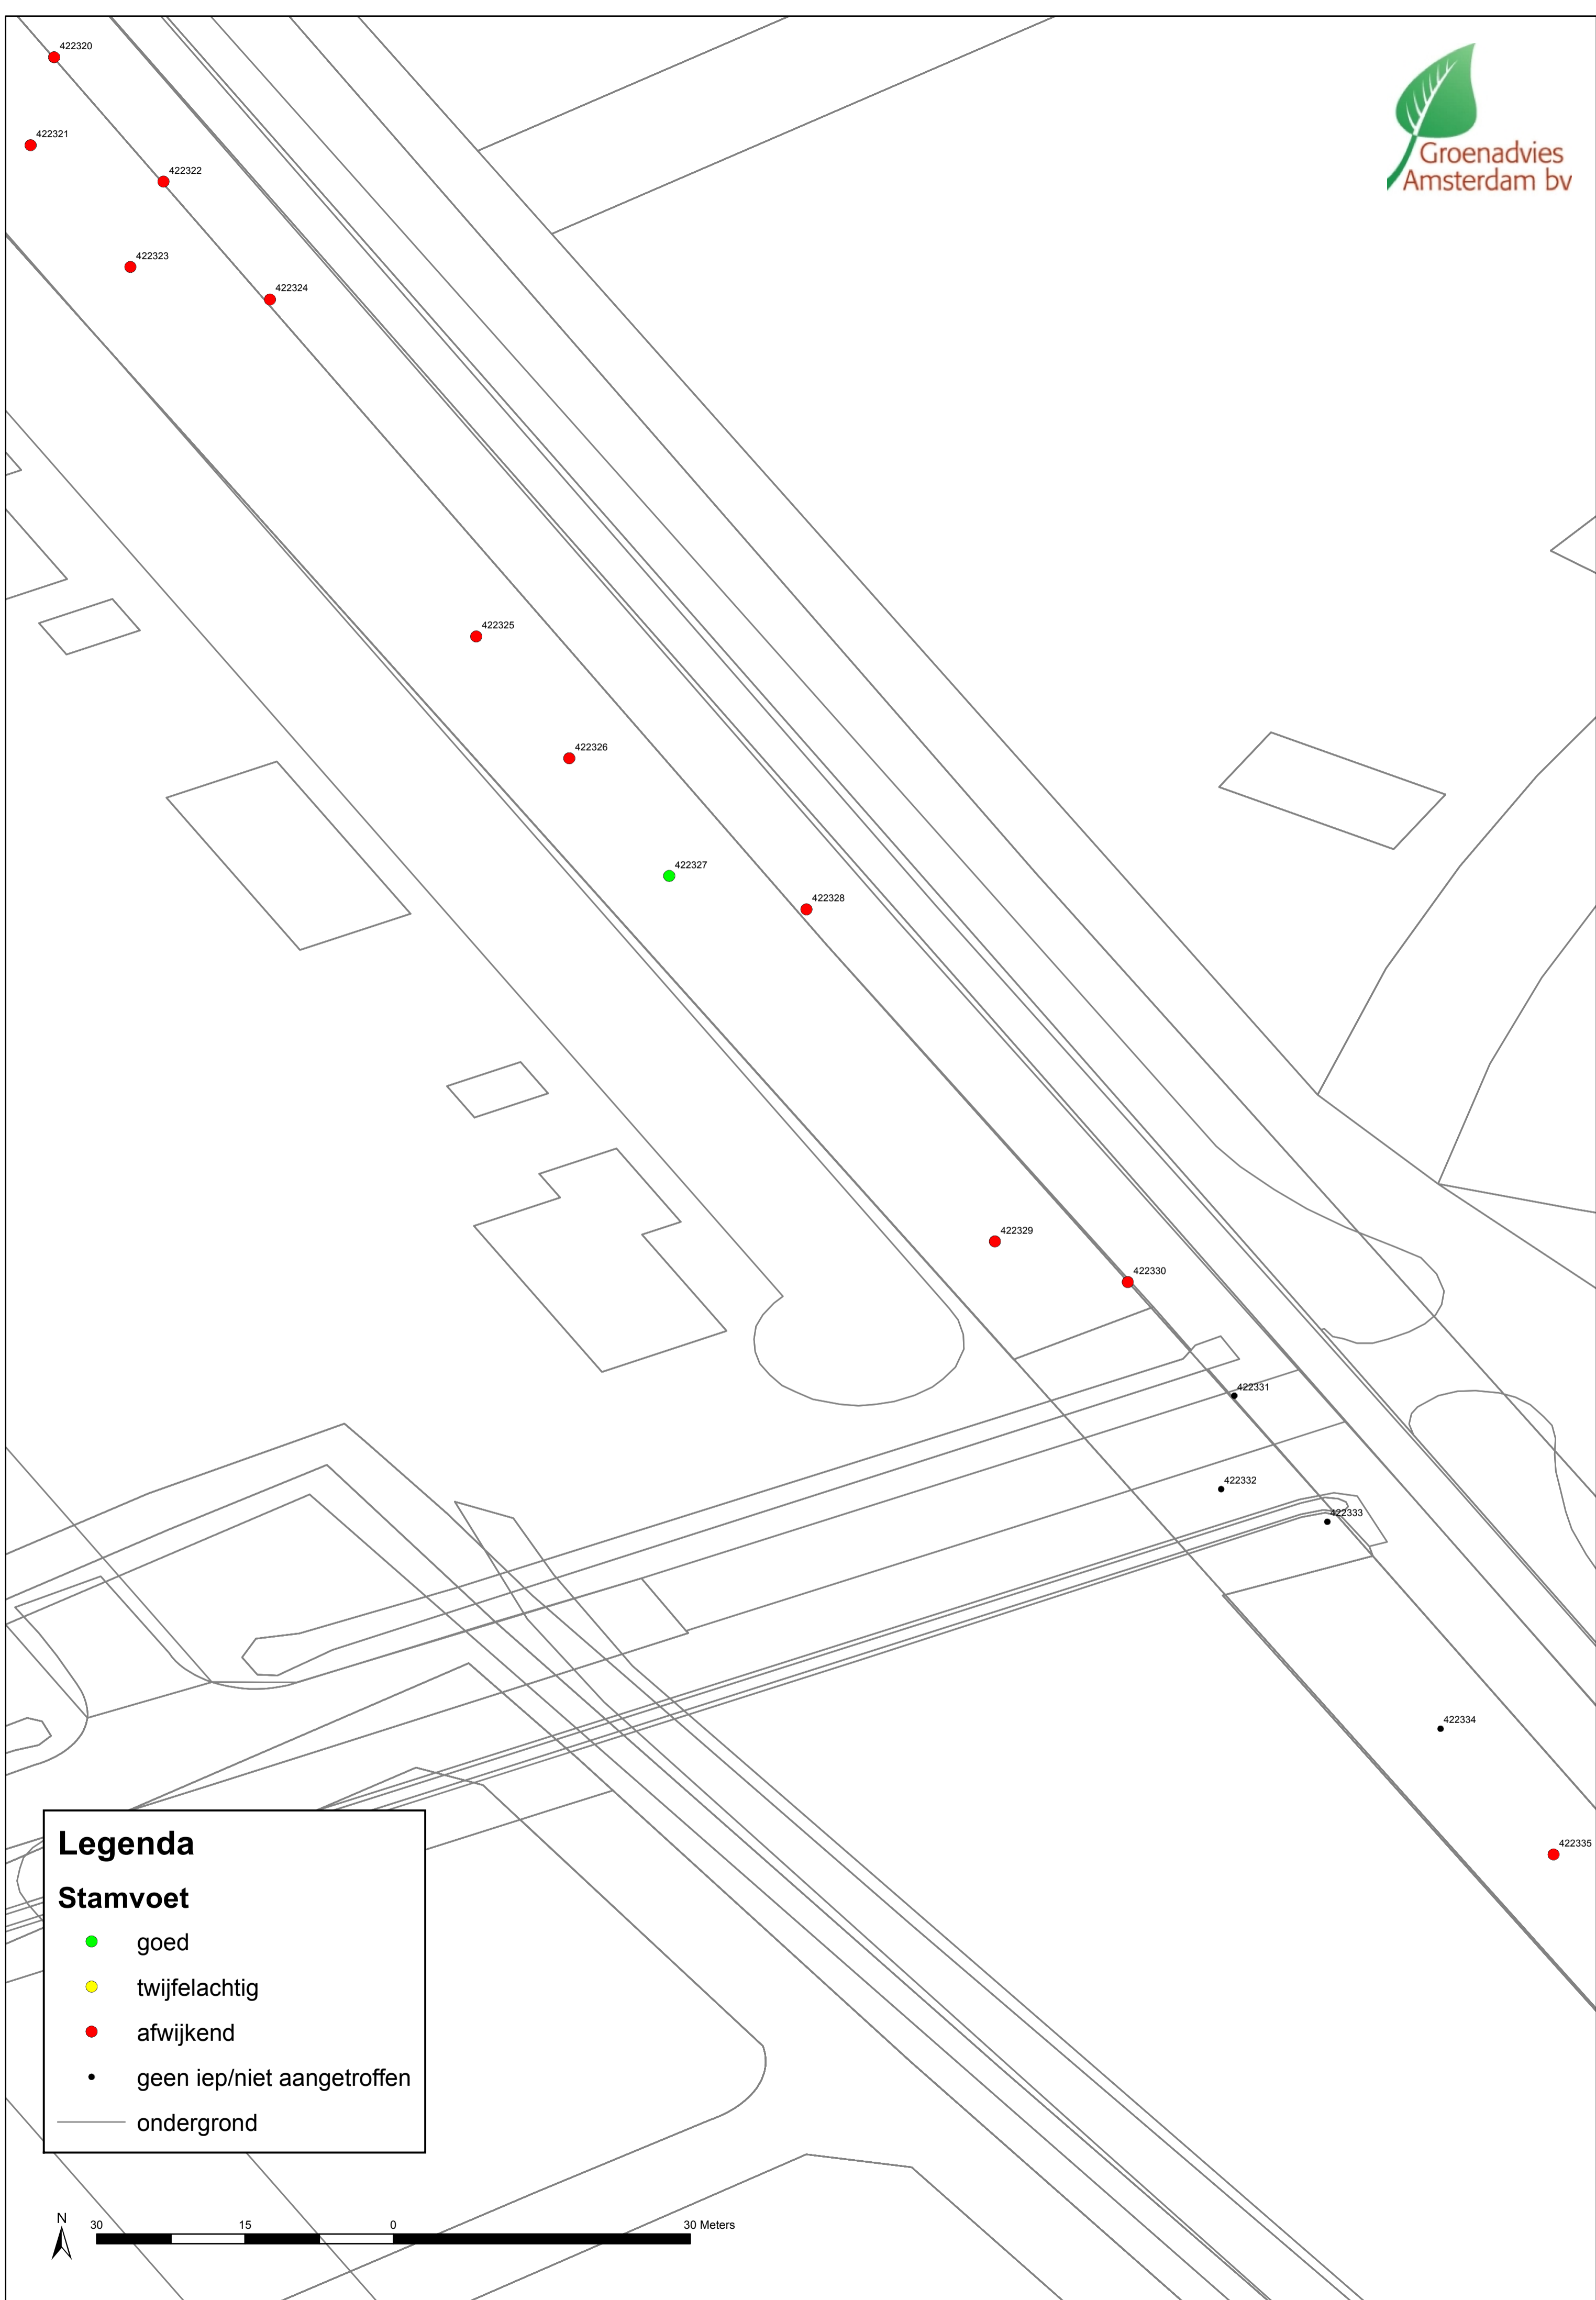 422320
Groenadvies
Amsterdam bv
422321
422322
422323
422324
422325
422326
422327
422328
422329
422330
422331
422332
422333
422334
422335
Legenda
Stamvoet
goed
twijfelachtig
afwijkend
geen iep/niet aangetroffen
ondergrond
N
30 15 0 30 Meters